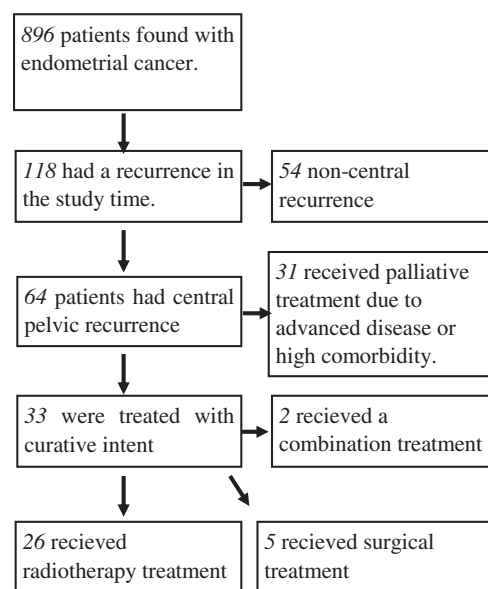 896 patients found with
endometrial cancer.
118 had a recurrence in
the study time.
54 non-central
recurrence
64 patients had central
pelvic recurrence
31 received palliative
treatment due to
advanced disease or
high comorbidity.
33 were treated with
curative intent
2 recieved a
combination treatment
26 recieved
radiotherapy treatment
5 recieved surgical
treatment